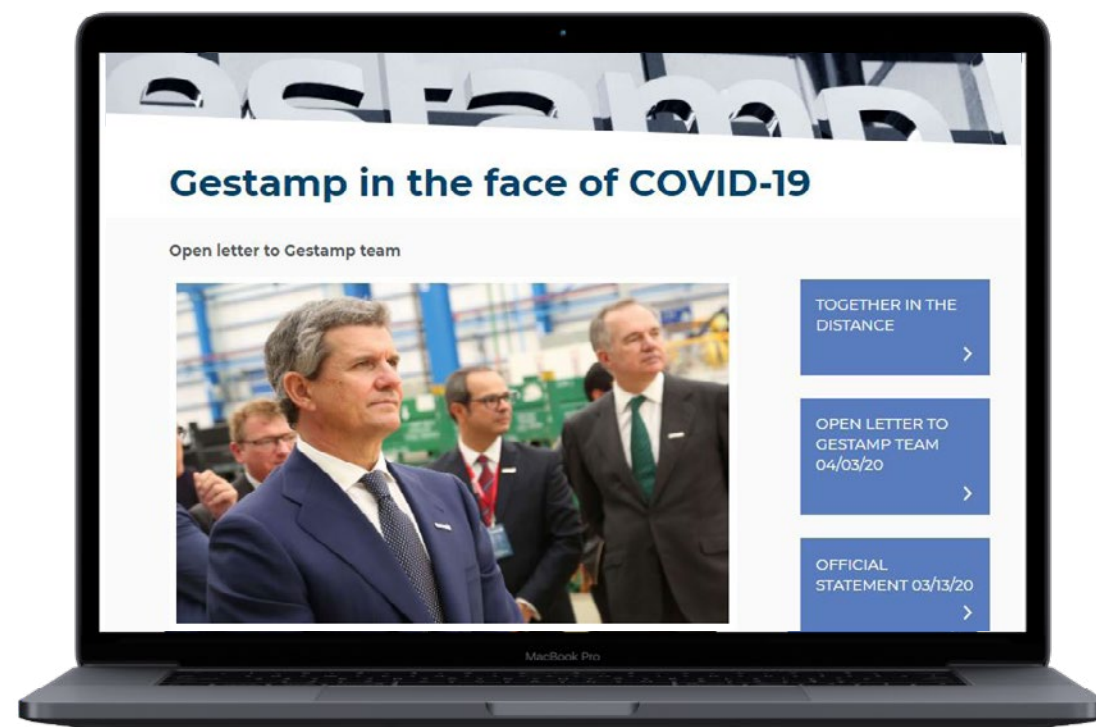 estamp
Gestamp in the face of COVID-19
Open letter to Gestamp team
TOGETHER IN THE
DISTANCE
OPEN LETTER TO
GESTAMP TEAM
04/03/20
OFFICIAL
STATEMENT 03/13/20
MacBook Pro